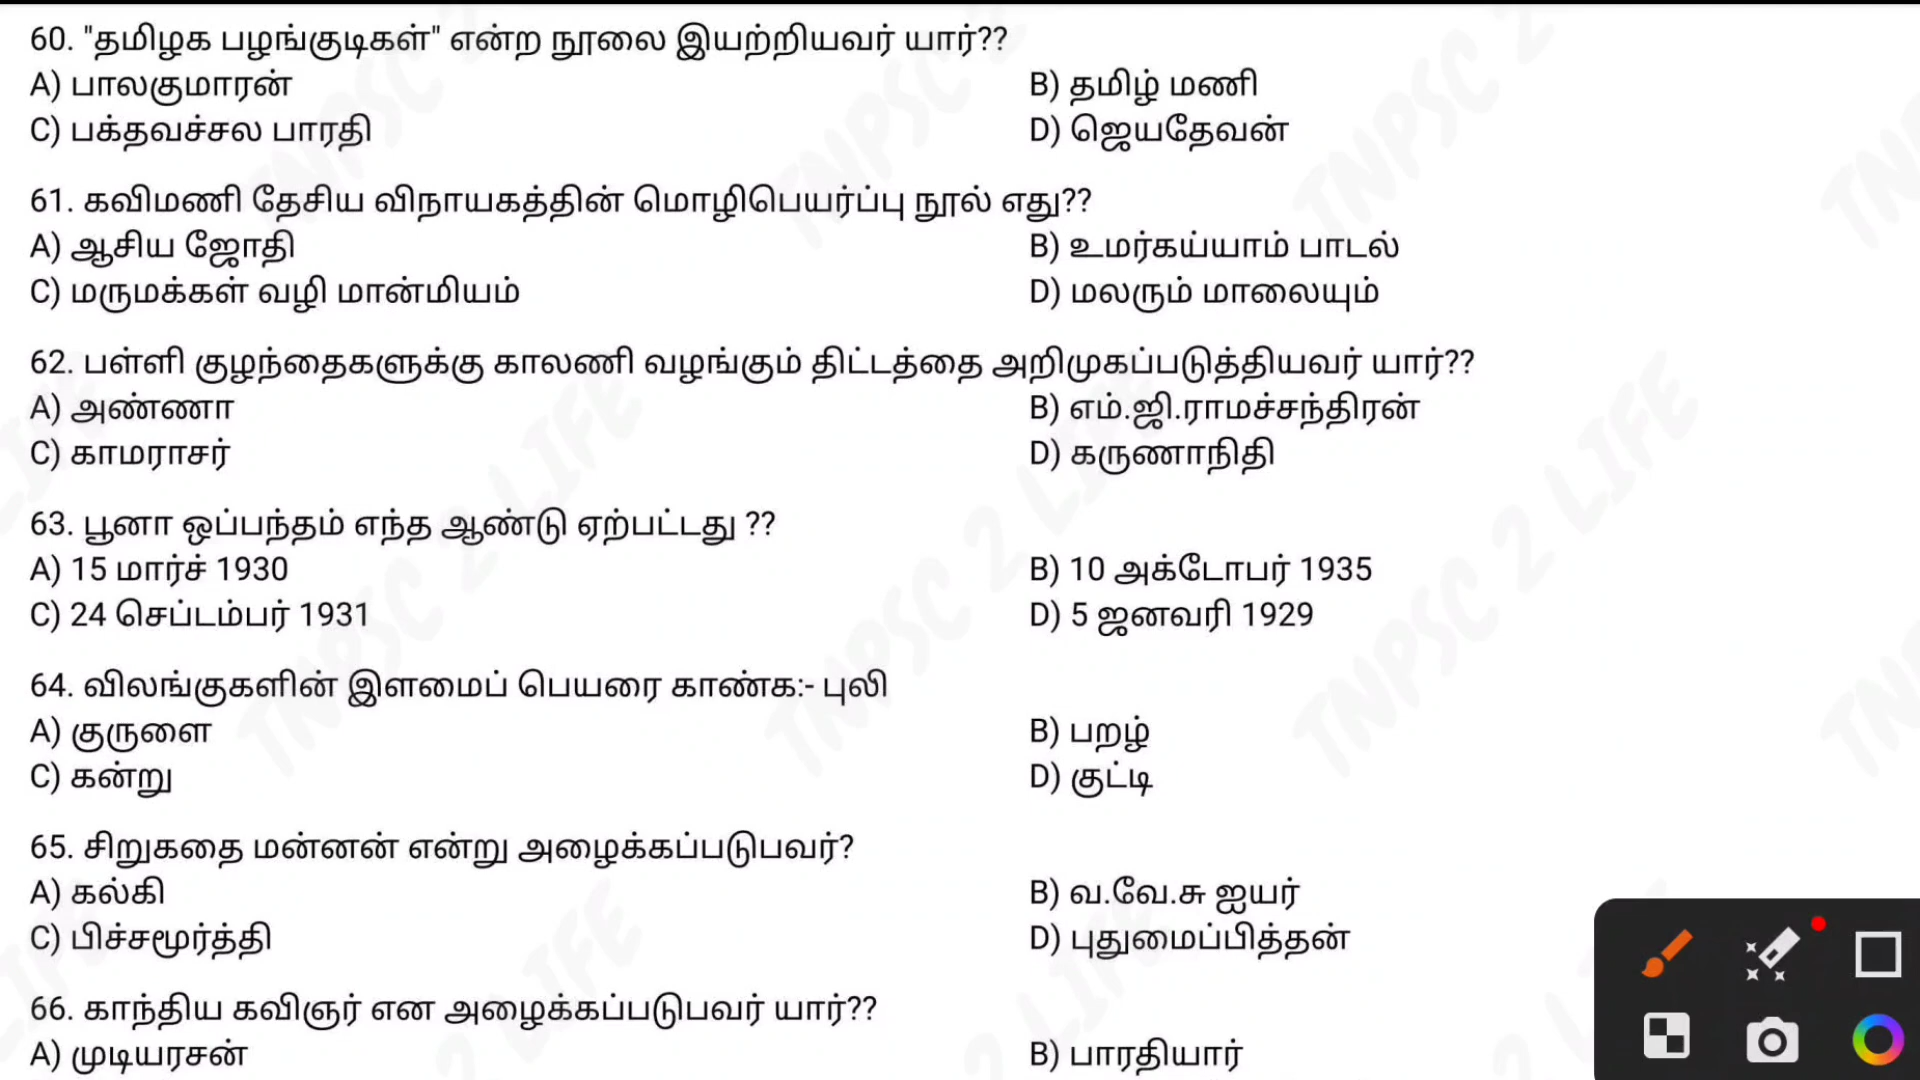 60. "தமிழக பழங்குடிகள்" என்ற நூலை இயற்றியவர் யார்??
A) பாலகுமாரன் B) தமிழ் மணி
C) பக்தவச்சல பாரதி D) ஜெயதேவன்
61. கவிமணி தேசிய விநாயகத்தின் மொழிபெயர்ப்பு நூல் எது??
A) ஆசிய ஜோதி B) உமர்கய்யாம் பாடல்
C) மருமக்கள் வழி மான்மியம் D) மலரும் மாலையும்
62. பள்ளி குழந்தைகளுக்கு காலணி வழங்கும் திட்டத்தை அறிமுகப்படுத்தியவர் யார்??
A) அண்ணா B) எம்.ஜி.ராமச்சந்திரன்
C) காமராசர் D) கருணாநிதி
63. பூனா ஒப்பந்தம் எந்த ஆண்டு ஏற்பட்டது ??
A) 15 மார்ச் 1930 B) 10 அக்டோபர் 1935
C) 24 செப்டம்பர் 1931 D) 5 ஜனவரி 1929
64. விலங்குகளின் இளமைப் பெயரை காண்க:- புலி
A) குருளை B) பறழ்
C) கன்று D) குட்டி
65. சிறுகதை மன்னன் என்று அழைக்கப்படுபவர்?
A) கல்கி B) வ.வே.சு ஐயர்
C) பிச்சமூர்த்தி D) புதுமைப்பித்தன்
66. காந்திய கவிஞர் என அழைக்கப்படுபவர் யார்??
A) முடியரசன் B) பாரதியார்
TNPSC 2 LIFE